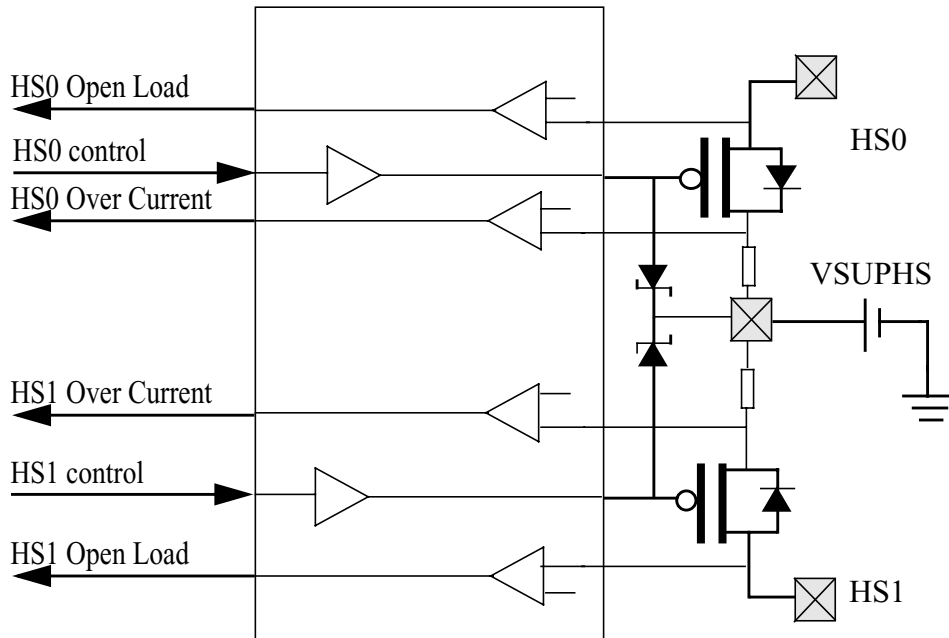 HS0 Open Load
HS0 control
HS0
HS0 Over Current
VSUPHS
HS1 Over Current
HS1 control
HS1 Open Load
HS1